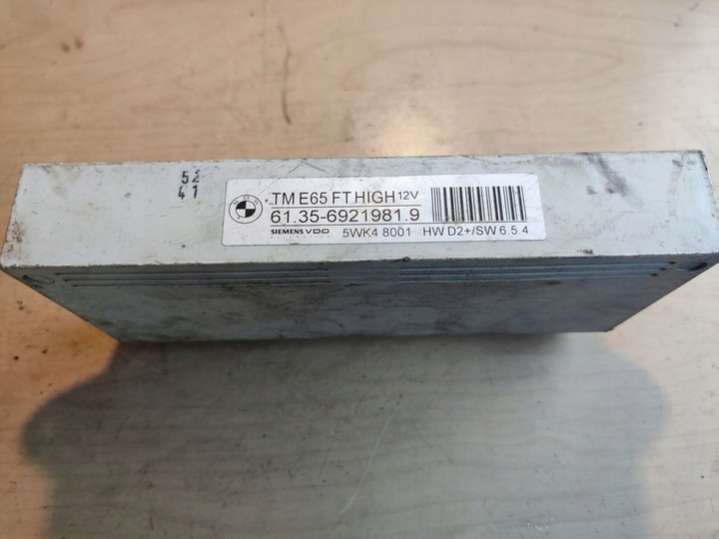 52
41
TM E65 FT HIGH 12V
61.35-6921981.9
SIEMENS VDO 5WK4 8001 HW D2+/SW 6.5.4